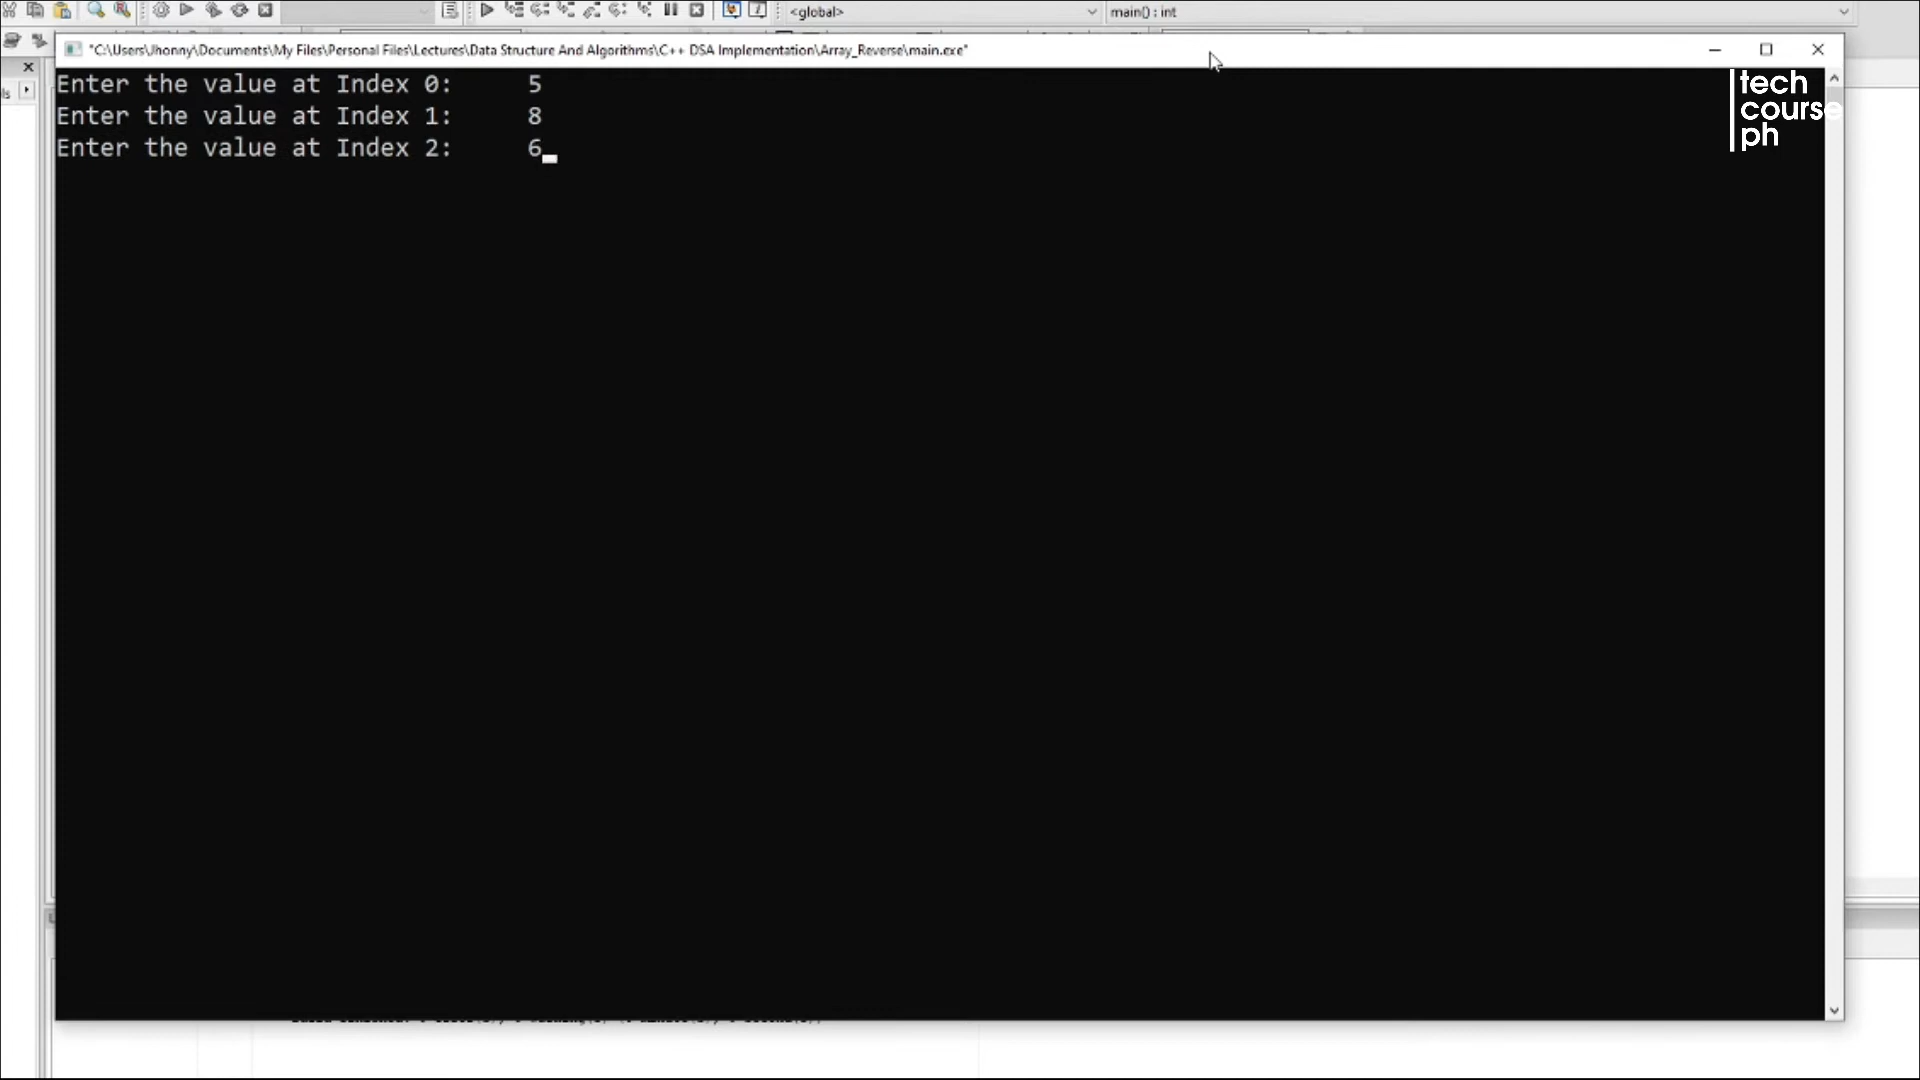 <global>
main() : int
"C:\Users\Jhonny\Documents\My Files\Personal Files\Lectures\Data Structure And Algorithms\C++ DSA Implementation\Array_Reverse\main.exe"
Enter the value at Index 0:     5
Enter the value at Index 1:     8
Enter the value at Index 2:     6
tech
course
ph